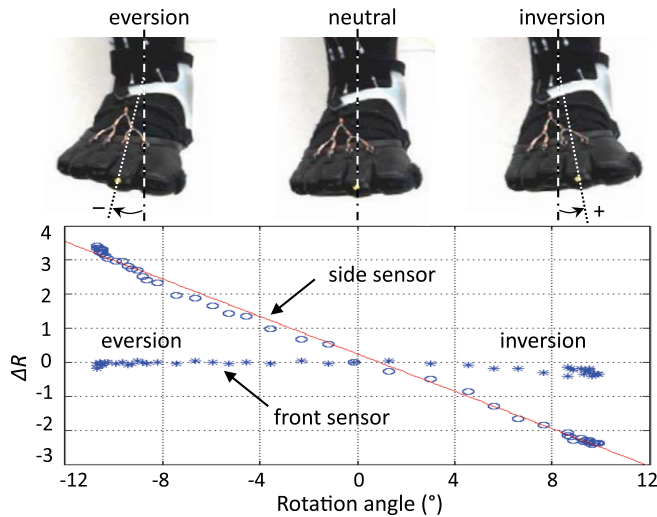 eversion neutral inversion
− +
4
3
side sensor
2
eversion inversion
1
ΔR
0
-1
front sensor
-2
-3
-12 -8 -4 0 4 8 12
Rotation angle (°)